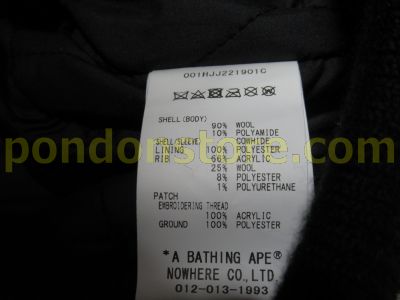 001HJJ221901C
SHELL(BODY)
90% WOOL
10% POLYAMIDE
SHELL(SLEEVE) COWHIDE
LINING 100% POLYESTER
RIB 66% ACRYLIC
25% WOOL
8% POLYESTER
1% POLYURETHANE
PATCH
EMBROIDERING THREAD
100% ACRYLIC
GROUND 100% POLYESTER
*A BATHING APE®
NOWHERE CO., LTD.
012-013-1993
pondonstore.com